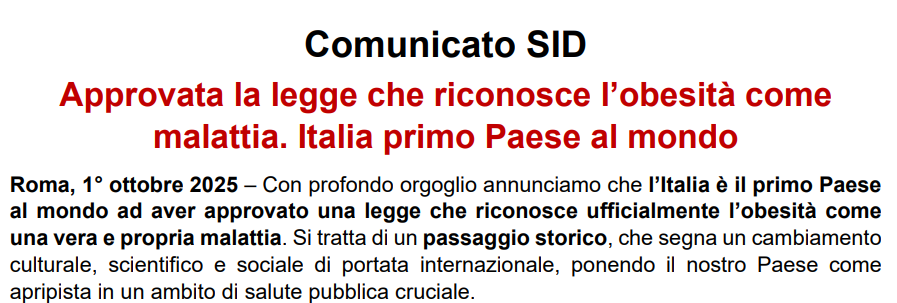 Comunicato SID
Approvata la legge che riconosce l’obesità come
malattia. Italia primo Paese al mondo
Roma, 1° ottobre 2025 – Con profondo orgoglio annunciamo che l’Italia è il primo Paese
al mondo ad aver approvato una legge che riconosce ufficialmente l’obesità come
una vera e propria malattia. Si tratta di un passaggio storico, che segna un cambiamento
culturale, scientifico e sociale di portata internazionale, ponendo il nostro Paese come
apripista in un ambito di salute pubblica cruciale.